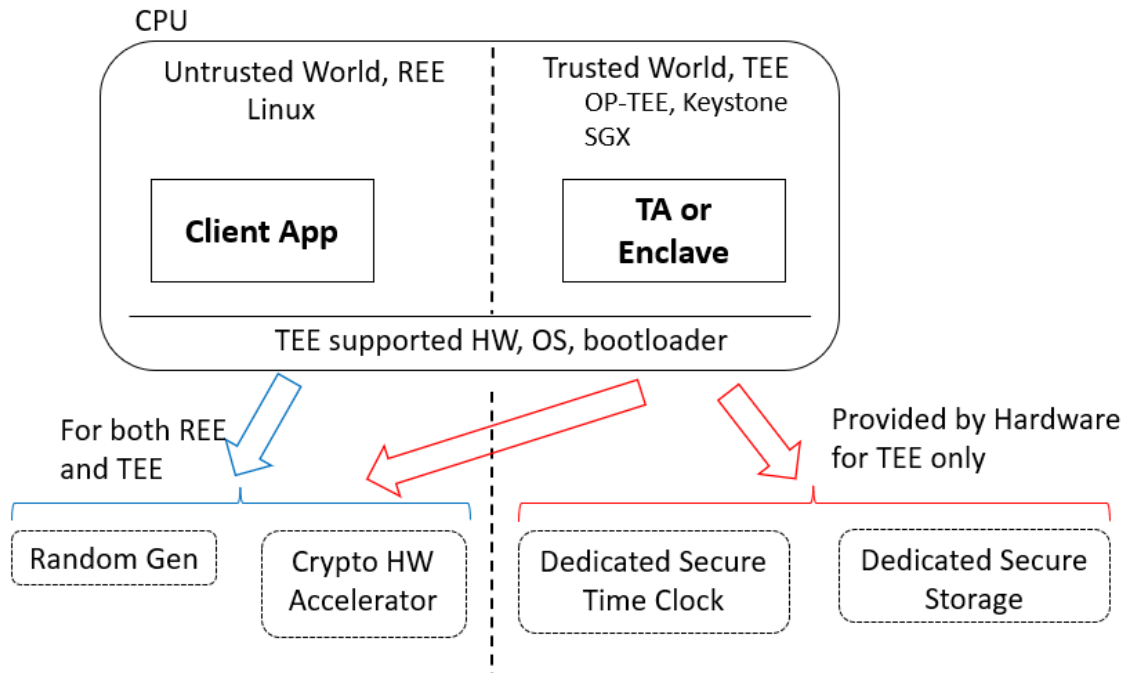 CPU
Untrusted World, REE
Linux
Trusted World, TEE
OP-TEE, Keystone
SGX
Client App
TA or
Enclave
TEE supported HW, OS, bootloader
For both REE
and TEE
Provided by Hardware
for TEE only
Random Gen
Crypto HW
Accelerator
Dedicated Secure
Time Clock
Dedicated Secure
Storage